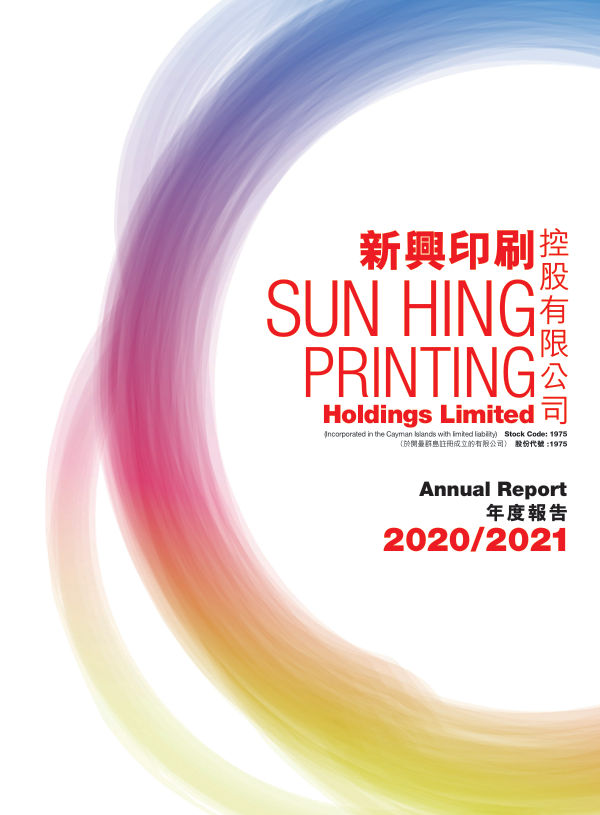 新興印刷
控股有限公司
SUN HING
PRINTING
Holdings Limited
(Incorporated in the Cayman Islands with limited liability) Stock Code: 1975
（於開曼群島註冊成立的有限公司） 股份代號 :1975
Annual Report
年度報告
2020/2021